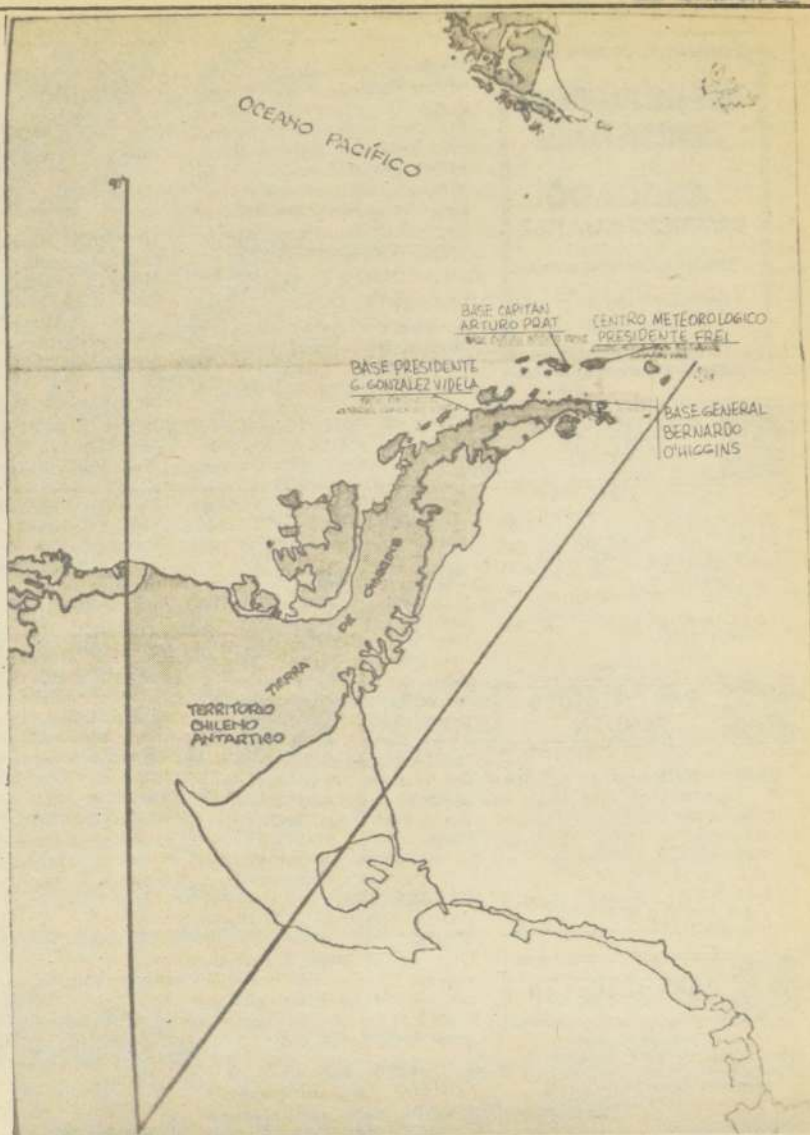 OCEANO PACÍFICO
90°
BASE CAPITAN
ARTURO PRAT
CENTRO METEOROLOGICO
PRESIDENTE FREI
BASE PRESIDENTE
G. GONZALEZ VIDELA
BASE GENERAL
BERNARDO
O'HIGGINS
TIERRA DE O'HIGGINS
TERRITORIO
CHILENO
ANTARTICO